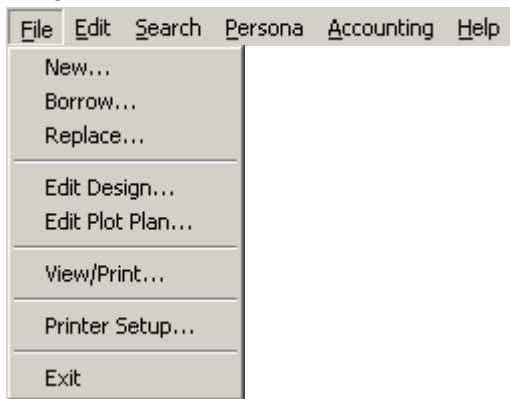 File Edit Search Persona Accounting Help
New...
Borrow...
Replace...
Edit Design...
Edit Plot Plan...
View/Print...
Printer Setup...
Exit